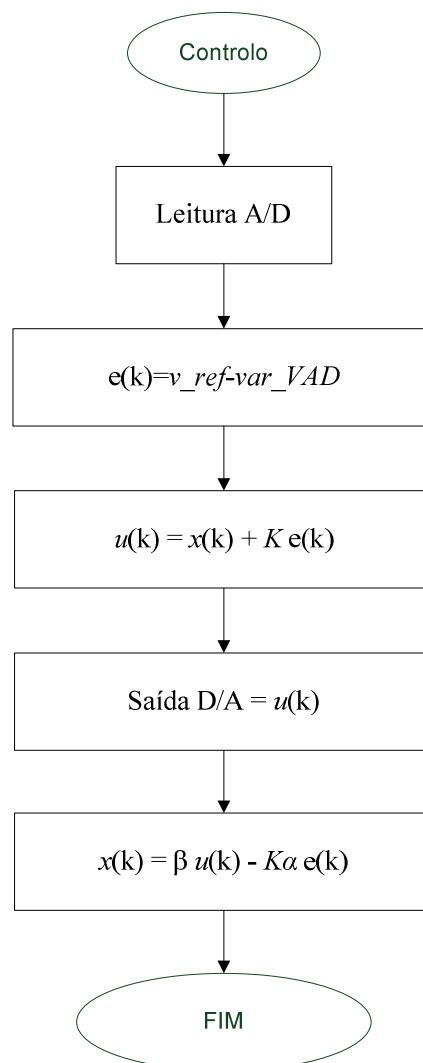 Controlo
Leitura A/D
e(k)=v_ref-var_VAD
u(k) = x(k) + K e(k)
Saída D/A = u(k)
x(k) = β u(k) - Kα e(k)
FIM